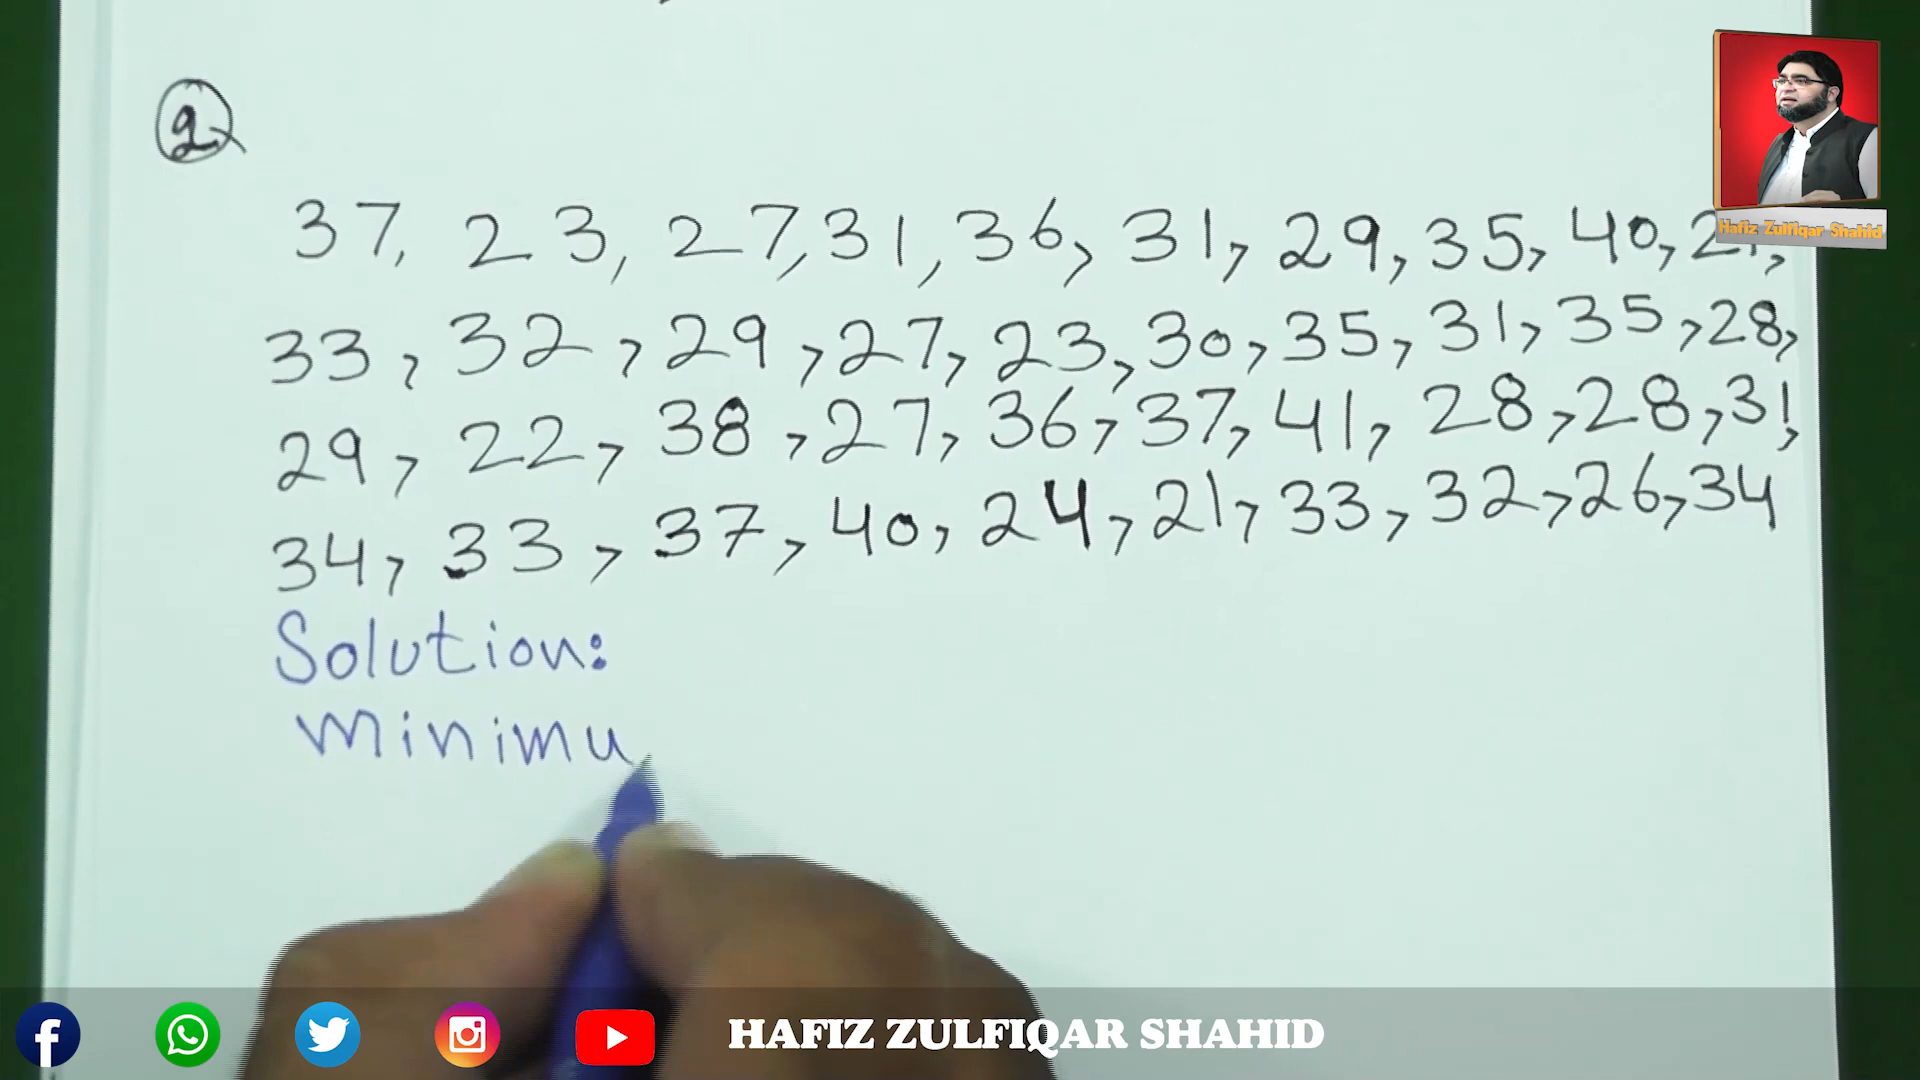 Q
37, 23, 27, 31, 36, 31, 29, 35, 40, 21,
33, 32, 29, 27, 23, 30, 35, 31, 35, 28,
29, 22, 38, 27, 36, 37, 41, 28, 28, 31,
34, 33, 37, 40, 24, 21, 33, 32, 26, 34
Solution:
Minimu
Hafiz Zulfiqar Shahid
HAFIZ ZULFIQAR SHAHID